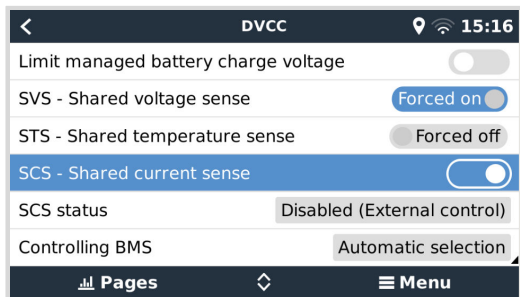 DVCC 15:16
Limit managed battery charge voltage
SVS - Shared voltage sense Forced on
STS - Shared temperature sense Forced off
SCS - Shared current sense
SCS status Disabled (External control)
Controlling BMS Automatic selection
Pages Menu